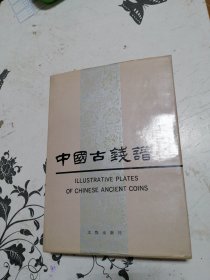 中國古錢譜
ILLUSTRATIVE PLATES
OF CHINESE ANCIENT COINS
文物出版社